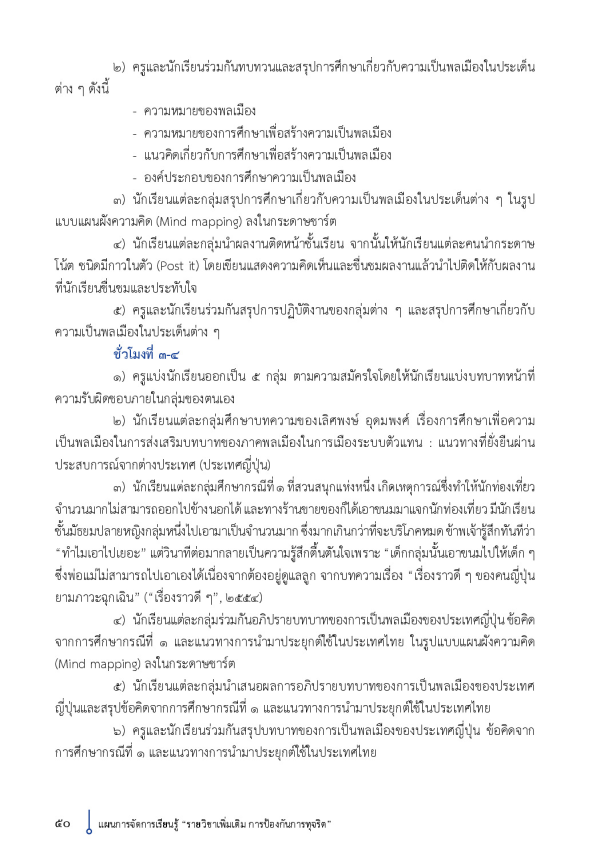 ๒) ครูและนักเรียนร่วมกันทบทวนและสรุปการศึกษาเกี่ยวกับความเป็นพลเมืองในประเด็น
ต่าง ๆ ดังนี้
- ความหมายของพลเมือง
- ความหมายของการศึกษาเพื่อสร้างความเป็นพลเมือง
- แนวคิดเกี่ยวกับการศึกษาเพื่อสร้างความเป็นพลเมือง
- องค์ประกอบของการศึกษาความเป็นพลเมือง
๓) นักเรียนแต่ละกลุ่มสรุปการศึกษาเกี่ยวกับความเป็นพลเมืองในประเด็นต่าง ๆ ในรูป
แบบแผนผังความคิด (Mind mapping) ลงในกระดาษชาร์ต
๔) นักเรียนแต่ละกลุ่มนำผลงานติดหน้าชั้นเรียน จากนั้นให้นักเรียนแต่ละคนนำกระดาษ
โน้ต ชนิดมีกาวในตัว (Post it) โดยเขียนแสดงความคิดเห็นและชื่นชมผลงานแล้วนำไปติดให้กับผลงาน
ที่นักเรียนชื่นชมและประทับใจ
๕) ครูและนักเรียนร่วมกันสรุปการปฏิบัติงานของกลุ่มต่าง ๆ และสรุปการศึกษาเกี่ยวกับ
ความเป็นพลเมืองในประเด็นต่าง ๆ
ชั่วโมงที่ ๓-๔
๑) ครูแบ่งนักเรียนออกเป็น ๕ กลุ่ม ตามความสมัครใจโดยให้นักเรียนแบ่งบทบาทหน้าที่
ความรับผิดชอบภายในกลุ่มของตนเอง
๒) นักเรียนแต่ละกลุ่มศึกษาบทความของเลิศพงษ์ อุดมพงศ์ เรื่องการศึกษาเพื่อความ
เป็นพลเมืองในการส่งเสริมบทบาทของภาคพลเมืองในการเมืองระบบตัวแทน : แนวทางที่ยั่งยืนผ่าน
ประสบการณ์จากต่างประเทศ (ประเทศญี่ปุ่น)
๓) นักเรียนแต่ละกลุ่มศึกษากรณีที่ ๑ ที่สวนสนุกแห่งหนึ่ง เกิดเหตุการณ์ซึ่งทำให้นักท่องเที่ยว
จำนวนมากไม่สามารถออกไปข้างนอกได้ และทางร้านขายของก็ได้เอาขนมมาแจกนักท่องเที่ยว มีนักเรียน
ชั้นมัธยมปลายหญิงกลุ่มหนึ่งไปเอามาเป็นจำนวนมาก ซึ่งมากเกินกว่าที่จะบริโภคหมด ข้าพเจ้ารู้สึกทันทีว่า
“ทำไมเอาไปเยอะ” แต่วินาทีต่อมากลายเป็นความรู้สึกตื้นตันใจเพราะ “เด็กกลุ่มนั้นเอาขนมไปให้เด็ก ๆ
ซึ่งพ่อแม่ไม่สามารถไปเอาเองได้เนื่องจากต้องอยู่ดูแลลูก จากบทความเรื่อง “เรื่องราวดี ๆ ของคนญี่ปุ่น
ยามภาวะฉุกเฉิน” (“เรื่องราวดี ๆ”, ๒๕๕๔)
๔) นักเรียนแต่ละกลุ่มร่วมกันอภิปรายบทบาทของการเป็นพลเมืองของประเทศญี่ปุ่น ข้อคิด
จากการศึกษากรณีที่ ๑ และแนวทางการนำมาประยุกต์ใช้ในประเทศไทย ในรูปแบบแผนผังความคิด
(Mind mapping) ลงในกระดาษชาร์ต
๕) นักเรียนแต่ละกลุ่มนำเสนอผลการอภิปรายบทบาทของการเป็นพลเมืองของประเทศ
ญี่ปุ่นและสรุปข้อคิดจากการศึกษากรณีที่ ๑ และแนวทางการนำมาประยุกต์ใช้ในประเทศไทย
๖) ครูและนักเรียนร่วมกันสรุปบทบาทของการเป็นพลเมืองของประเทศญี่ปุ่น ข้อคิดจาก
การศึกษากรณีที่ ๑ และแนวทางการนำมาประยุกต์ใช้ในประเทศไทย
๕๐ แผนการจัดการเรียนรู้ “รายวิชาเพิ่มเติม การป้องกันการทุจริต”